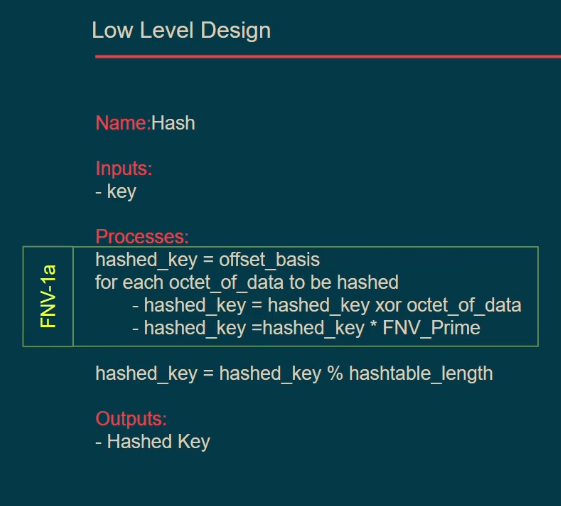 Low Level Design
Name:Hash
Inputs:
- key
Processes:
FNV-1a
hashed_key = offset_basis
for each octet_of_data to be hashed
- hashed_key = hashed_key xor octet_of_data
- hashed_key =hashed_key * FNV_Prime
hashed_key = hashed_key % hashtable_length
Outputs:
- Hashed Key